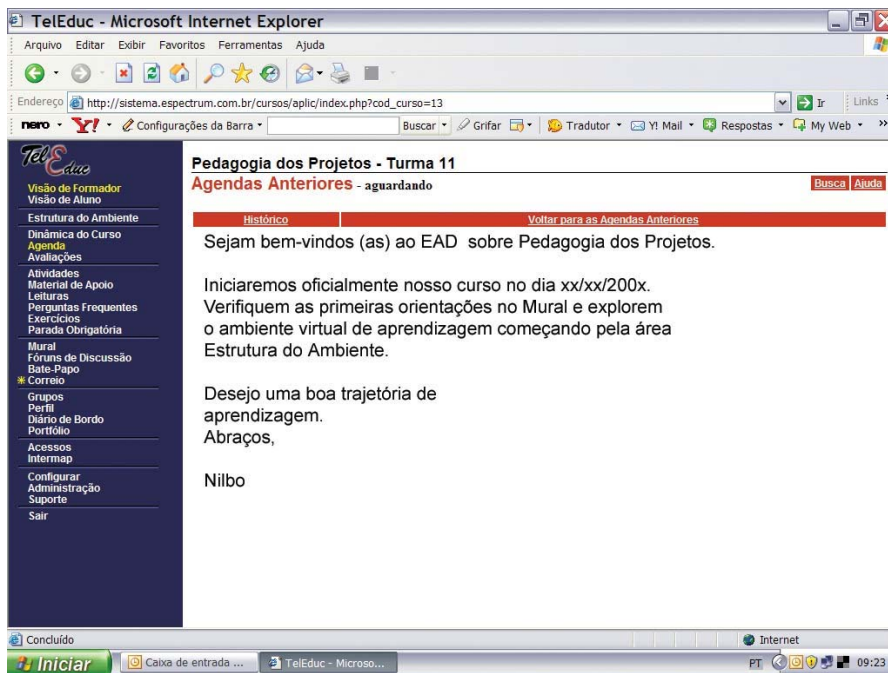 TelEduc - Microsoft Internet Explorer
Arquivo Editar Exibir Favoritos Ferramentas Ajuda
Endereço http://sistema.espectrum.com.br/cursos/aplic/index.php?cod_curso=13 Ir Links
nero Y! Configurações da Barra Buscar Grifar Tradutor Y! Mail Respostas My Web »
TelEduc
Visão de Formador
Visão de Aluno
Estrutura do Ambiente
Dinâmica do Curso
Agenda
Avaliações
Atividades
Material de Apoio
Leituras
Perguntas Frequentes
Exercícios
Parada Obrigatória
Mural
Fóruns de Discussão
Bate-Papo
Correio
Grupos
Perfil
Diário de Bordo
Portfólio
Acessos
Intermap
Configurar
Administração
Suporte
Sair
Pedagogia dos Projetos - Turma 11
Agendas Anteriores - aguardando
Busca Ajuda
Histórico Voltar para as Agendas Anteriores
Sejam bem-vindos (as) ao EAD sobre Pedagogia dos Projetos.
Iniciaremos oficialmente nosso curso no dia xx/xx/200x.
Verifiquem as primeiras orientações no Mural e explorem
o ambiente virtual de aprendizagem começando pela área
Estrutura do Ambiente.
Desejo uma boa trajetória de
aprendizagem.
Abraços,
Nilbo
Concluído Internet
Iniciar Caixa de entrada ... TelEduc - Microso... PT 09:23